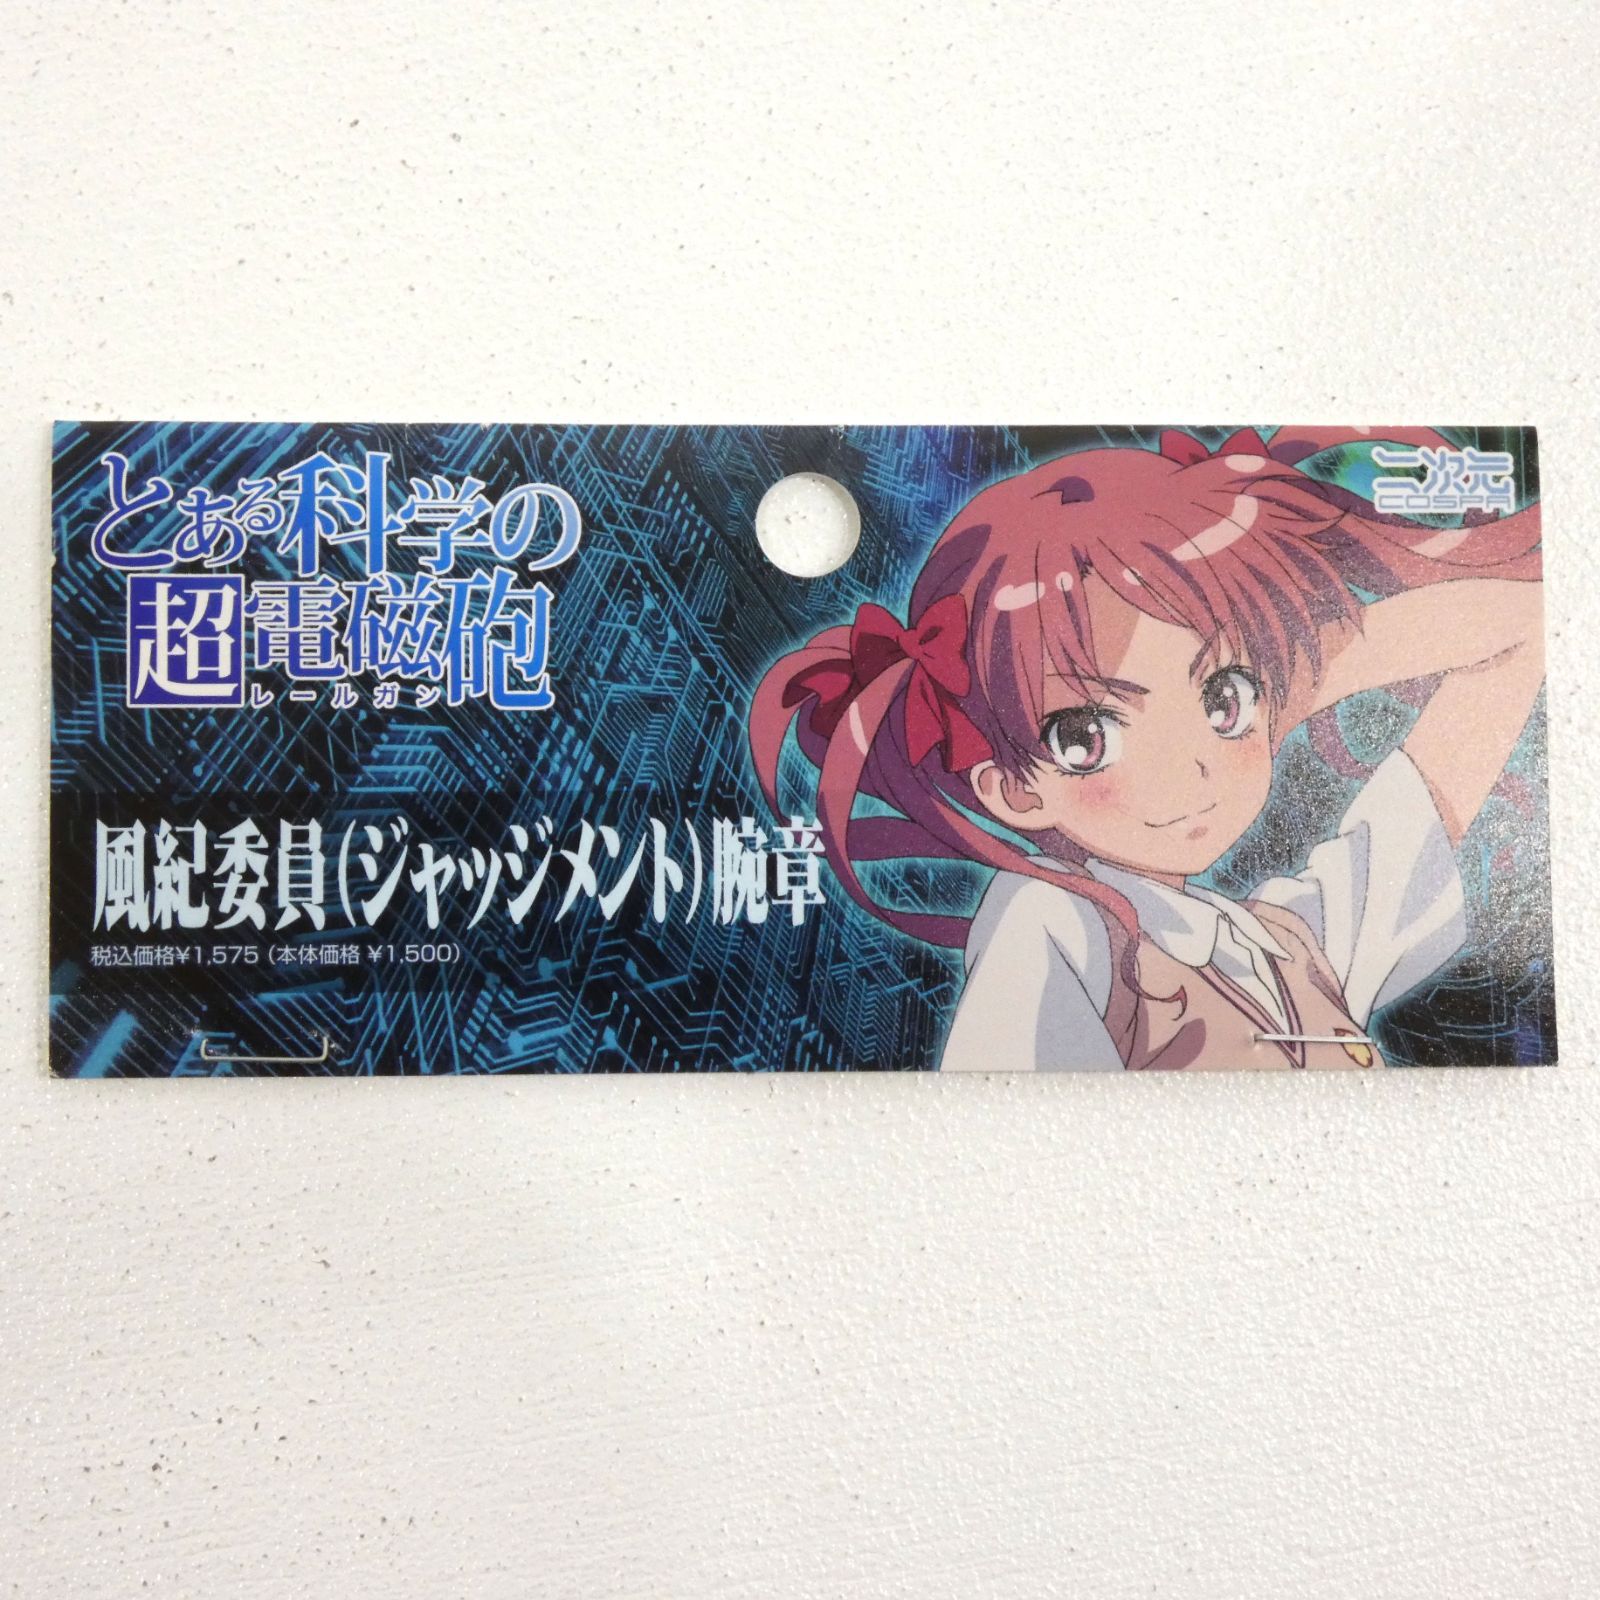 とある科学の
超電磁砲
レールガン
二次元
COSPA
風紀委員(ジャッジメント)腕章
税込価格¥1,575 (本体価格 ¥1,500)